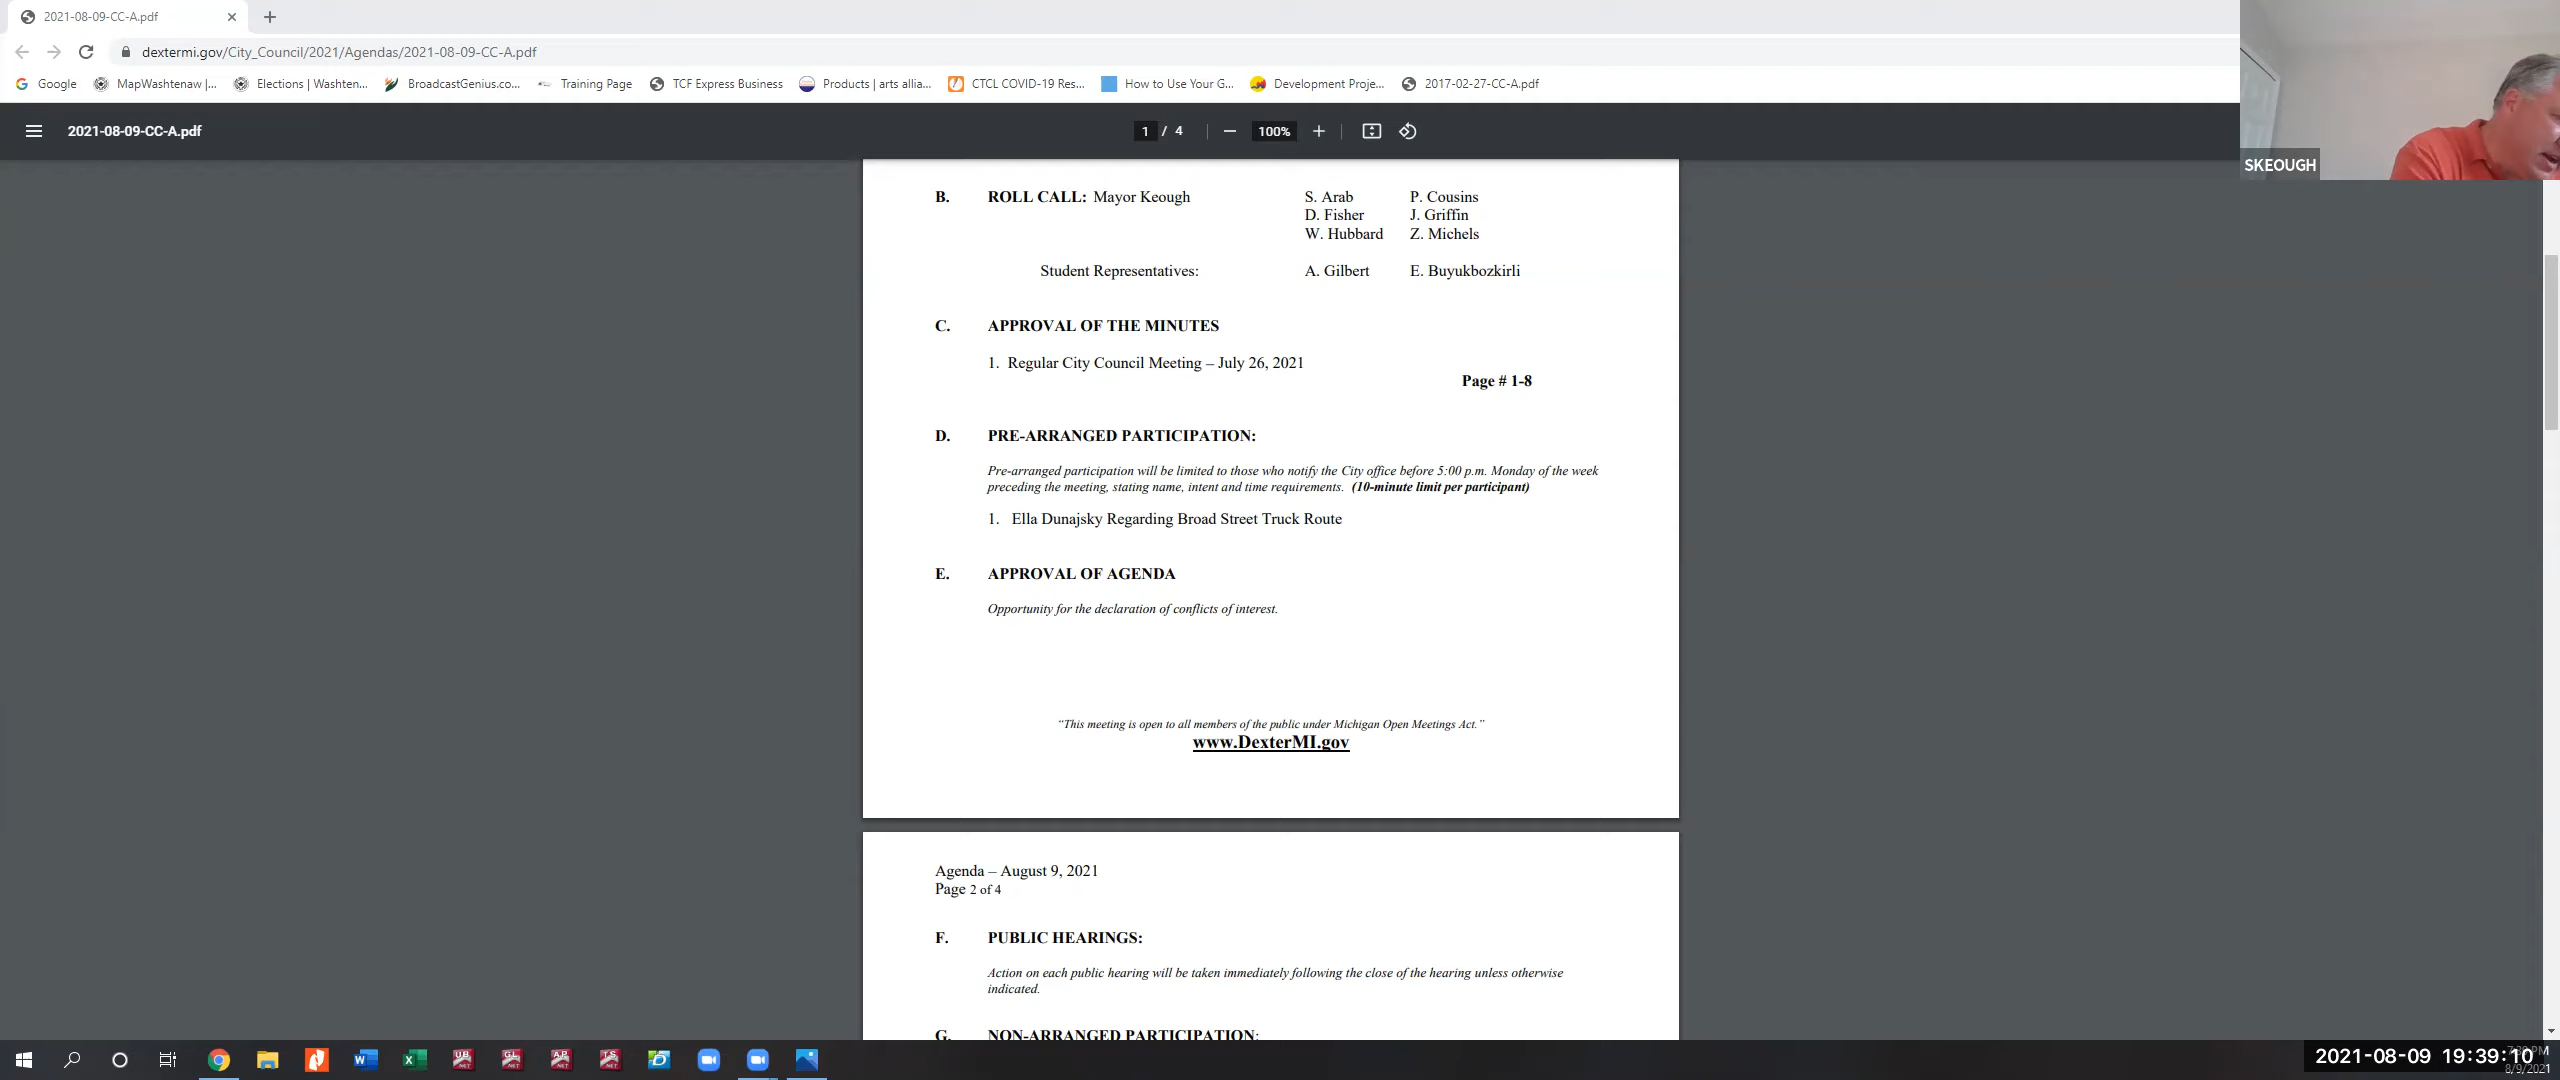 2021-08-09-CC-A.pdf
dextermi.gov/City_Council/2021/Agendas/2021-08-09-CC-A.pdf
Google MapWashtenaw |... Elections | Washten... BroadcastGenius.co... Training Page TCF Express Business Products | arts allia... CTCL COVID-19 Res... How to Use Your G... Development Proje... 2017-02-27-CC-A.pdf
2021-08-09-CC-A.pdf 1 / 4 100%
SKEOUGH
B. ROLL CALL: Mayor Keough S. Arab P. Cousins
D. Fisher J. Griffin
W. Hubbard Z. Michels
Student Representatives: A. Gilbert E. Buyukbozkirli
C. APPROVAL OF THE MINUTES
1. Regular City Council Meeting – July 26, 2021
Page # 1-8
D. PRE-ARRANGED PARTICIPATION:
Pre-arranged participation will be limited to those who notify the City office before 5:00 p.m. Monday of the week
preceding the meeting, stating name, intent and time requirements. (10-minute limit per participant)
1. Ella Dunajsky Regarding Broad Street Truck Route
E. APPROVAL OF AGENDA
Opportunity for the declaration of conflicts of interest.
“This meeting is open to all members of the public under Michigan Open Meetings Act.”
www.DexterMI.gov
Agenda – August 9, 2021
Page 2 of 4
F. PUBLIC HEARINGS:
Action on each public hearing will be taken immediately following the close of the hearing unless otherwise
indicated.
G. NON-ARRANGED PARTICIPATION:
2021-08-09 19:39:10
8/9/2021